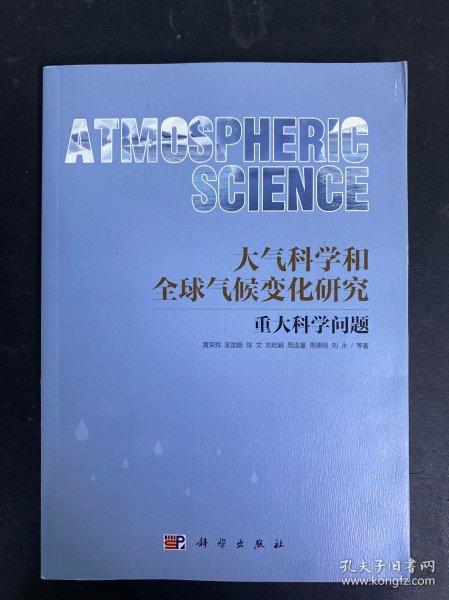 ATMOSPHERIC
SCIENCE
大气科学和
全球气候变化研究
重大科学问题
黄荣辉 吴国雄 陈 文 刘屹岷 周连童 周德刚 刘 永 / 等著
科学出版社
孔夫子旧书网
www.kongfz.com